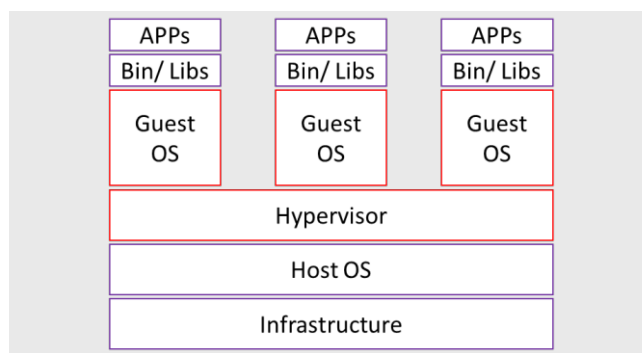 APPs APPs APPs
Bin/ Libs Bin/ Libs Bin/ Libs
Guest Guest Guest
OS OS OS
Hypervisor
Host OS
Infrastructure